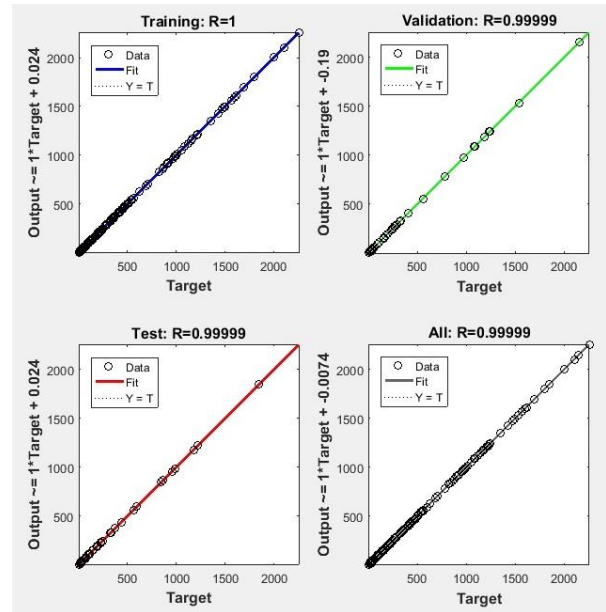 Training: R=1
Output ~= 1*Target + 0.024
2000
1500
1000
500
Data
Fit
Y = T
500 1000 1500 2000
Target
Validation: R=0.99999
Output ~= 1*Target + -0.19
2000
1500
1000
500
Data
Fit
Y = T
500 1000 1500 2000
Target
Test: R=0.99999
Output ~= 1*Target + 0.024
2000
1500
1000
500
Data
Fit
Y = T
500 1000 1500 2000
Target
All: R=0.99999
Output ~= 1*Target + -0.0074
2000
1500
1000
500
Data
Fit
Y = T
500 1000 1500 2000
Target